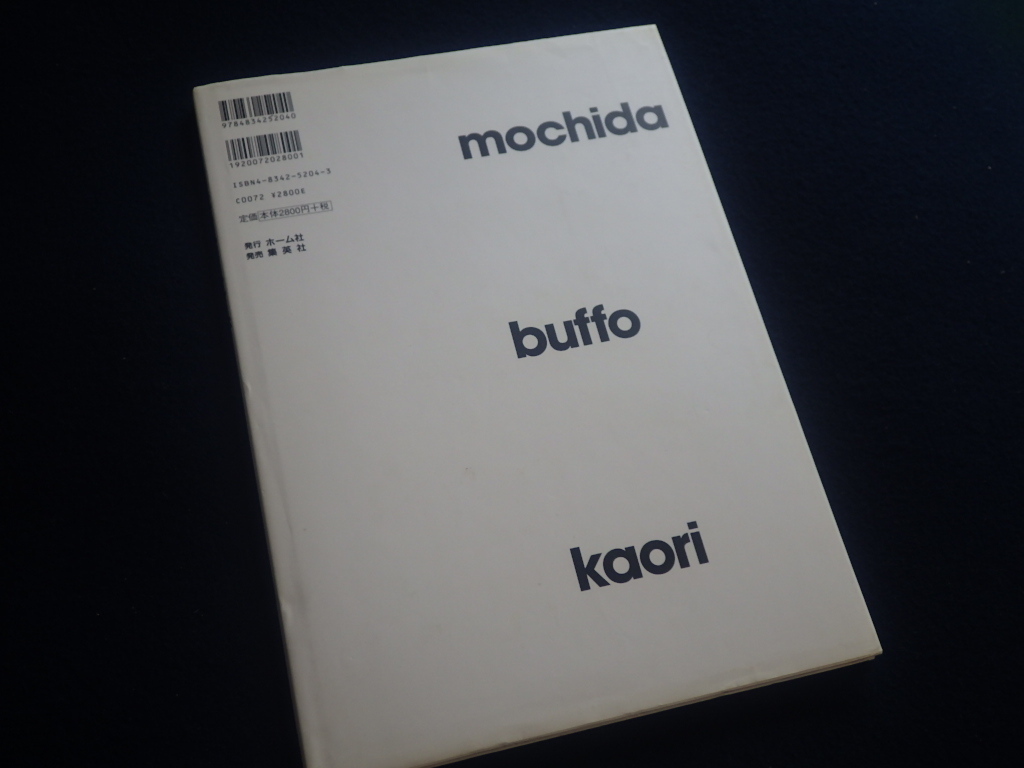 9784834252040
1920072028001
ISBN4-8342-5204-3
C0072 ¥2800E
定価 本体2800円+税
発行 ホーム社
発売 集英社
mochida
buffo
kaori